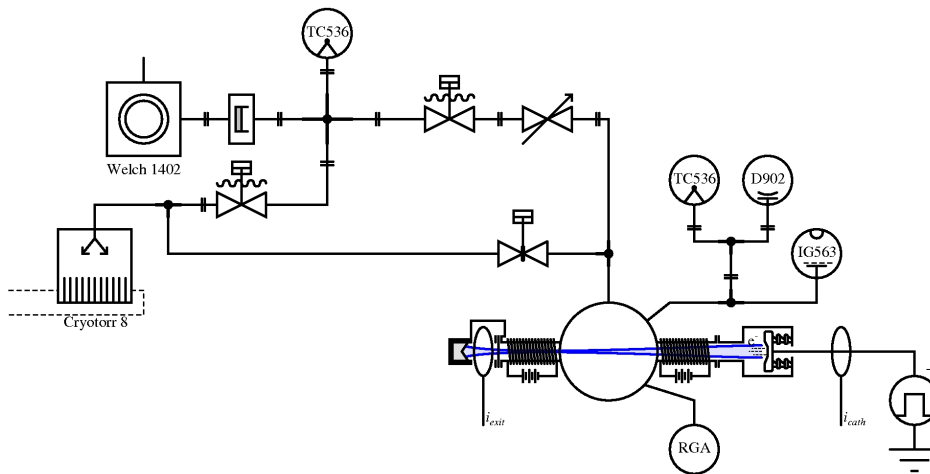 TC536
Welch 1402
TC536
D902
IG563
Cryotorr 8
e-
i_exit
i_cath
RGA